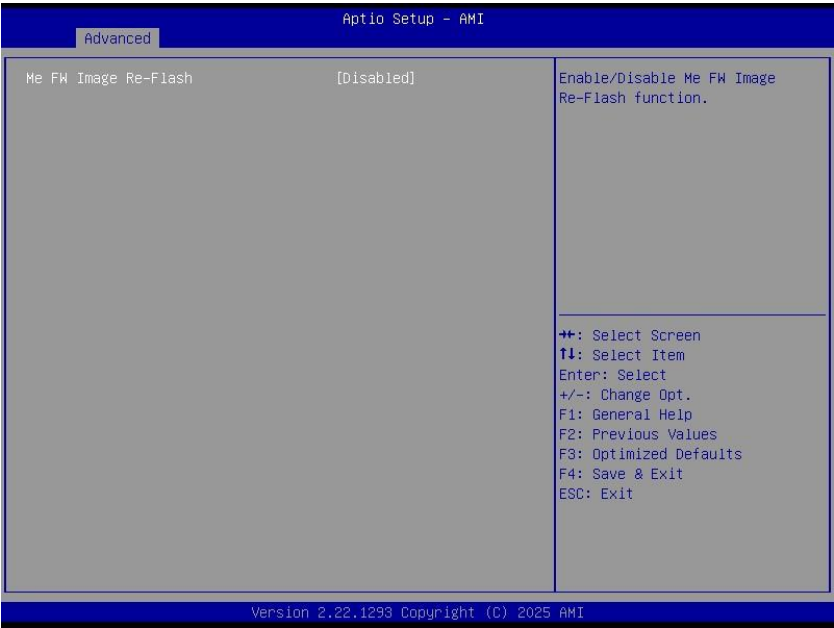 Aptio Setup – AMI
Advanced
Me FW Image Re–Flash [Disabled]
Enable/Disable Me FW Image
Re–Flash function.
→←: Select Screen
↑↓: Select Item
Enter: Select
+/–: Change Opt.
F1: General Help
F2: Previous Values
F3: Optimized Defaults
F4: Save & Exit
ESC: Exit
Version 2.22.1293 Copyright (C) 2025 AMI